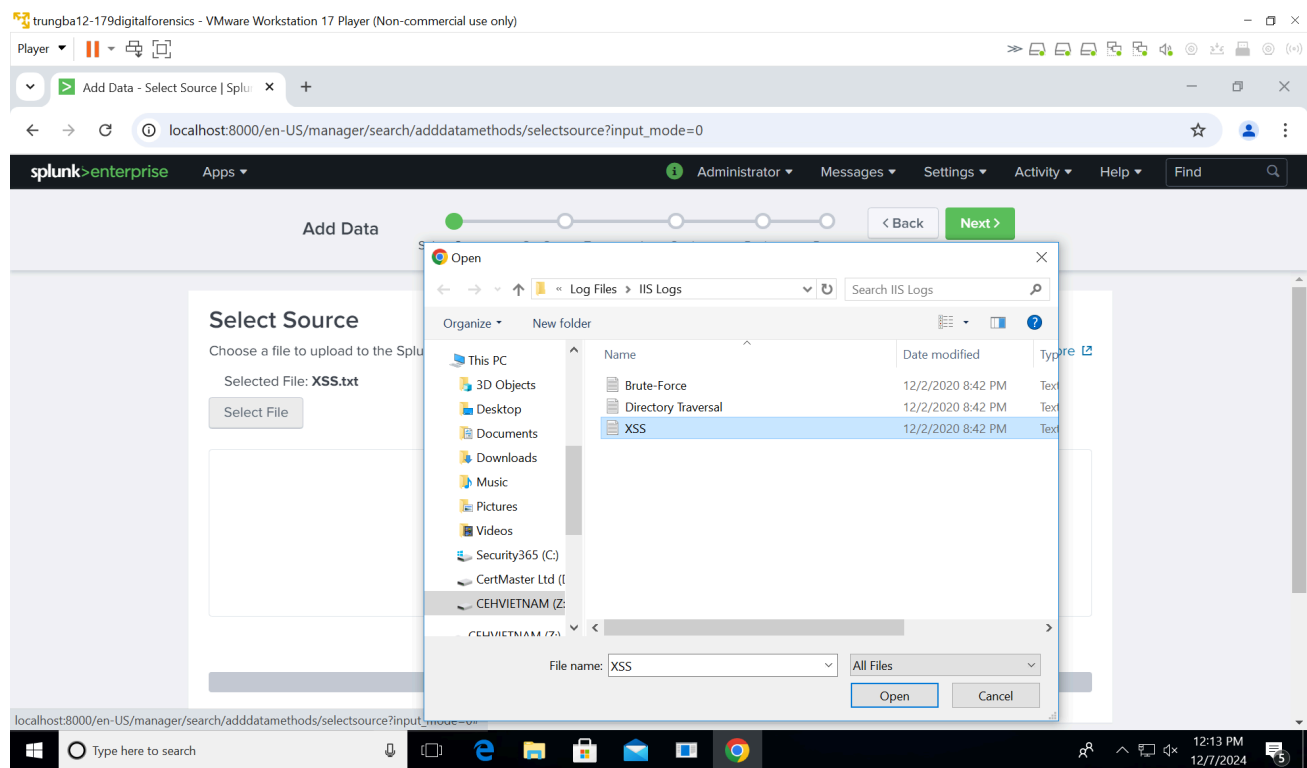 trungba12-179digitalforensics - VMware Workstation 17 Player (Non-commercial use only)
Player
Add Data - Select Source | Splu
localhost:8000/en-US/manager/search/adddatamethods/selectsource?input_mode=0
splunk>enterprise Apps Administrator Messages Settings Activity Help Find
Add Data < Back Next >
Open
« Log Files > IIS Logs Search IIS Logs
Organize New folder
Select Source
Choose a file to upload to the Splu
Selected File: XSS.txt
Select File
This PC
3D Objects
Desktop
Documents
Downloads
Music
Pictures
Videos
Security365 (C:)
CertMaster Ltd (
CEHVIETNAM (Z:
CEHVIETNAM (Z:)
Name Date modified Typ
Brute-Force 12/2/2020 8:42 PM Text
Directory Traversal 12/2/2020 8:42 PM Text
XSS 12/2/2020 8:42 PM Text
File name: XSS All Files
Open Cancel
localhost:8000/en-US/manager/search/adddatamethods/selectsource?input_mode=0#
Type here to search
12:13 PM
12/7/2024
5